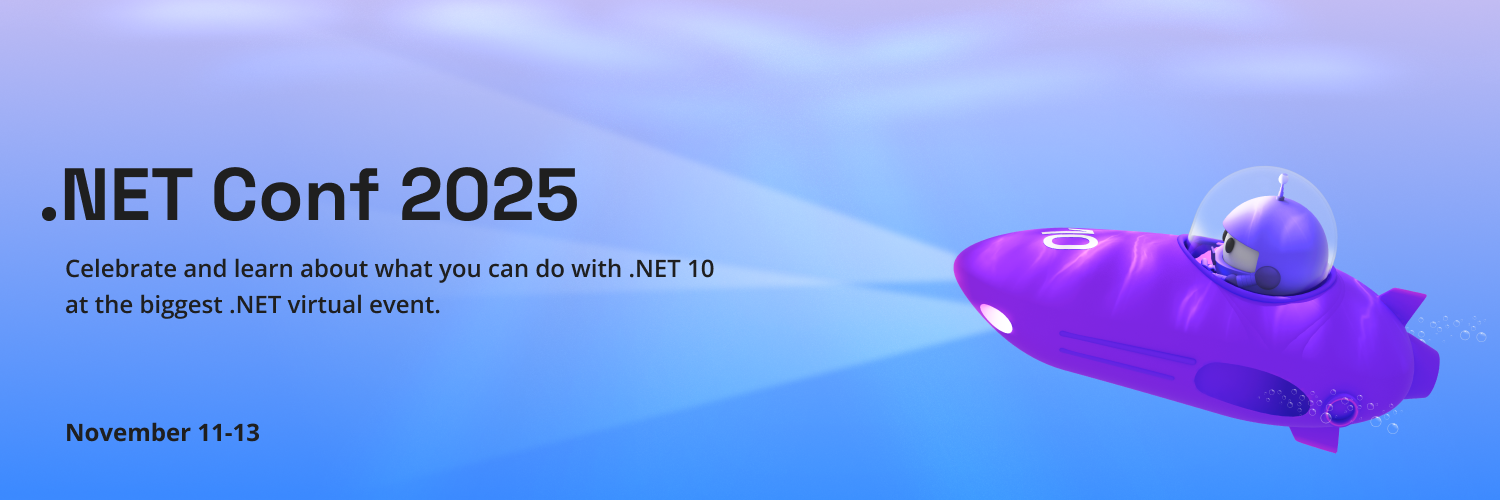 .NET Conf 2025
Celebrate and learn about what you can do with .NET 10
at the biggest .NET virtual event.
November 11-13
10